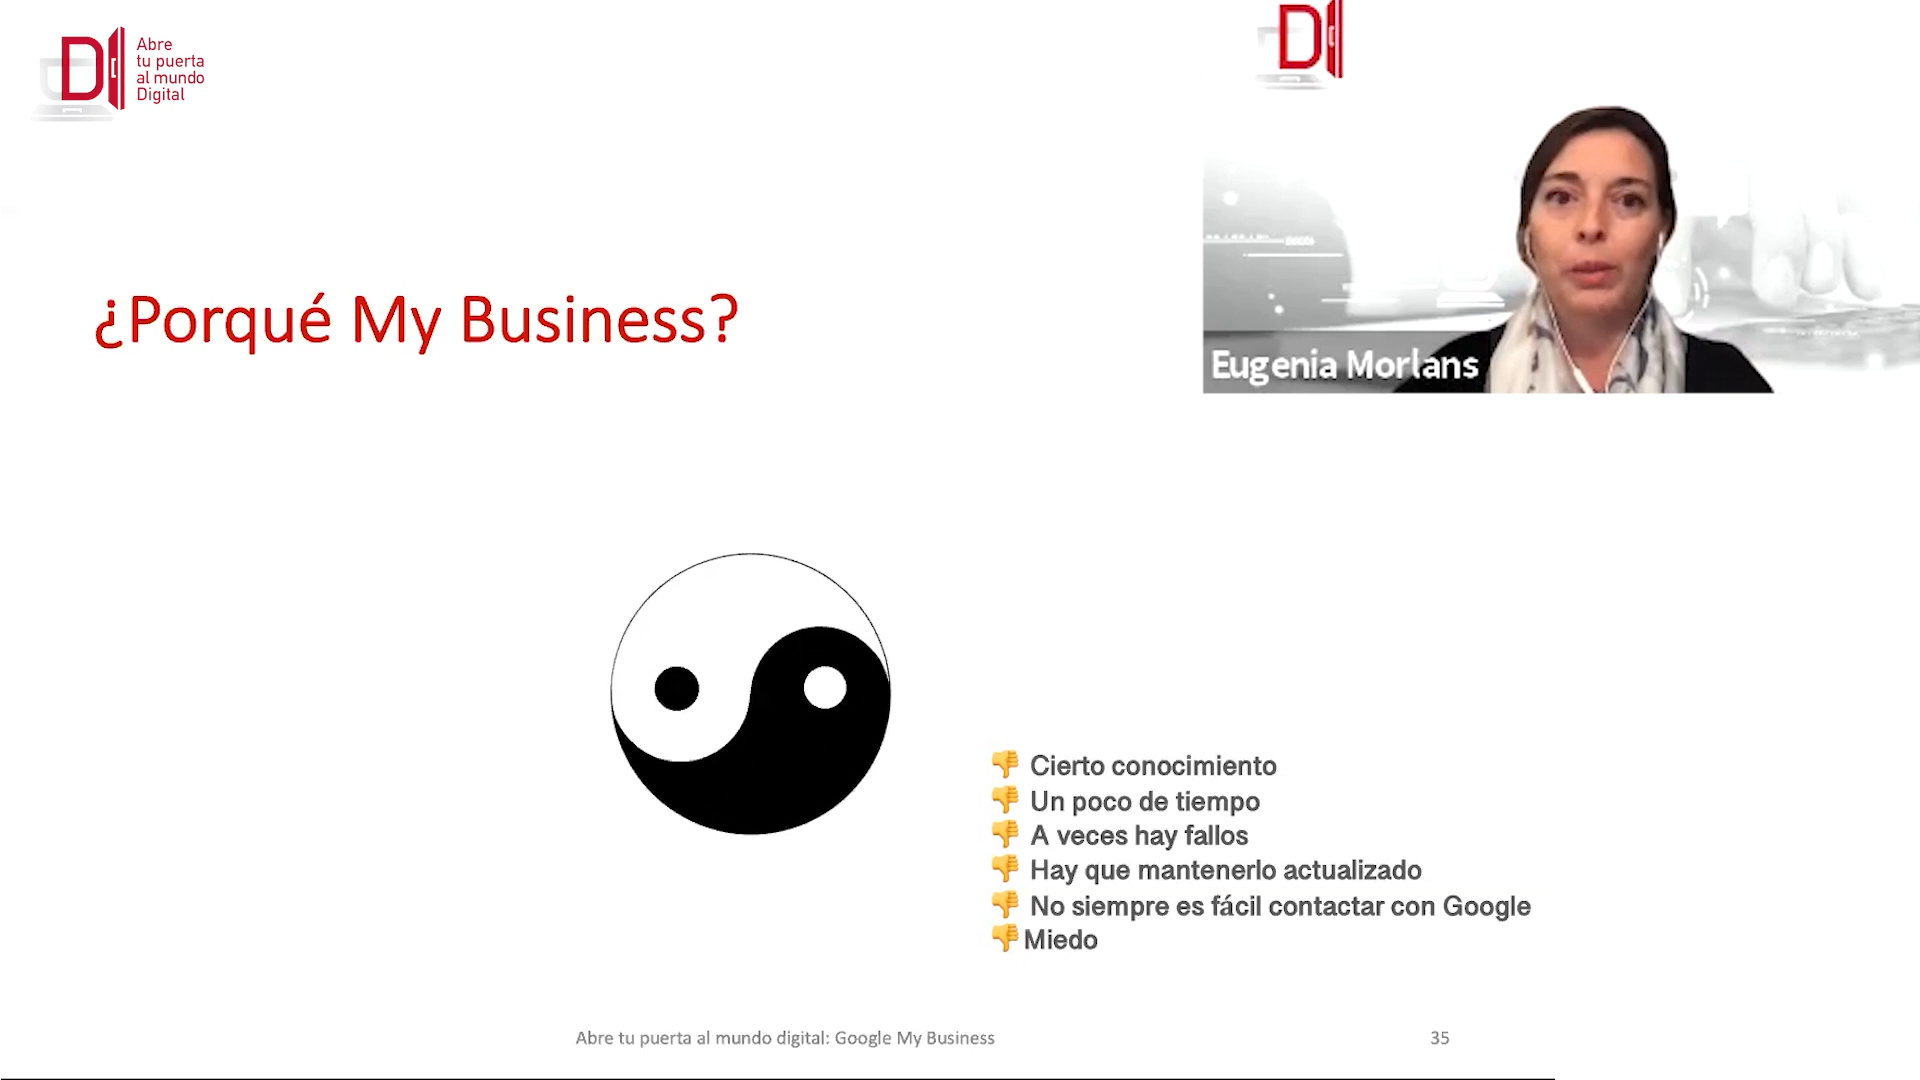 Abre
tu puerta
al mundo
Digital
¿Porqué My Business?
Eugenia Morlans
👎 Cierto conocimiento
👎 Un poco de tiempo
👎 A veces hay fallos
👎 Hay que mantenerlo actualizado
👎 No siempre es fácil contactar con Google
👎 Miedo
Abre tu puerta al mundo digital: Google My Business
35